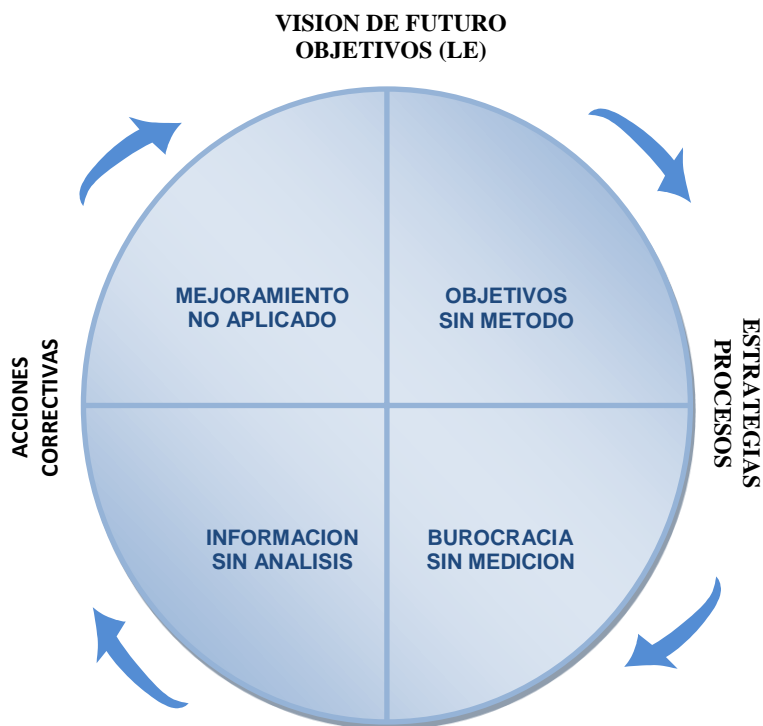 VISION DE FUTURO
OBJETIVOS (LE)
MEJORAMIENTO
NO APLICADO
OBJETIVOS
SIN METODO
ESTRATEGIAS
PROCESOS
ACCIONES
CORRECTIVAS
INFORMACION
SIN ANALISIS
BUROCRACIA
SIN MEDICION